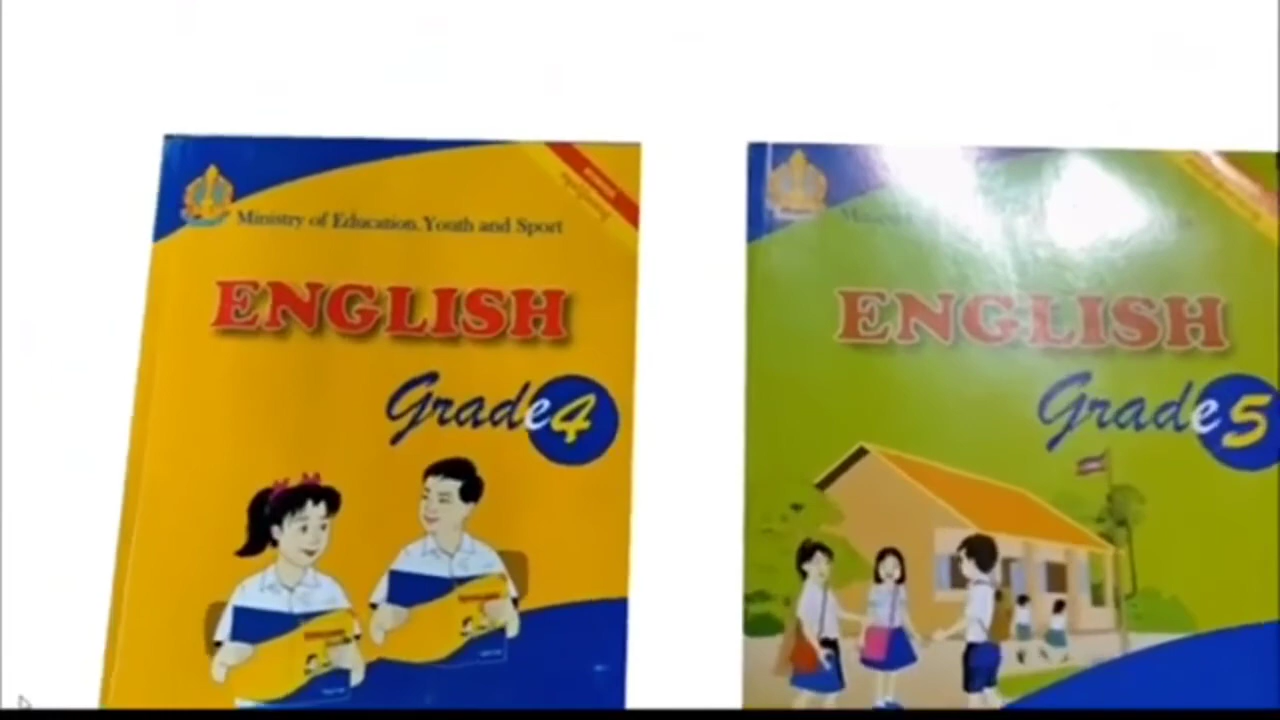 Ministry of Education, Youth and Sport
ENGLISH
Grade 4
ENGLISH
Grade 5